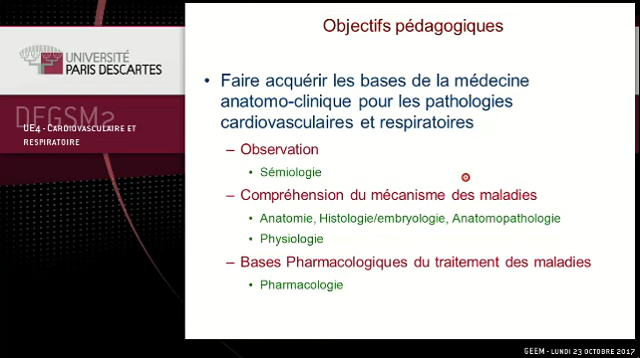 Objectifs pédagogiques
UNIVERSITÉ
PARIS DESCARTES
DFGSM2
UE4 - Cardiovasculaire et
respiratoire
• Faire acquérir les bases de la médecine
anatomo-clinique pour les pathologies
cardiovasculaires et respiratoires
– Observation
• Sémiologie
– Compréhension du mécanisme des maladies
• Anatomie, Histologie/embryologie, Anatomopathologie
• Physiologie
– Bases Pharmacologiques du traitement des maladies
• Pharmacologie
GEEM - LUNDI 23 OCTOBRE 2017